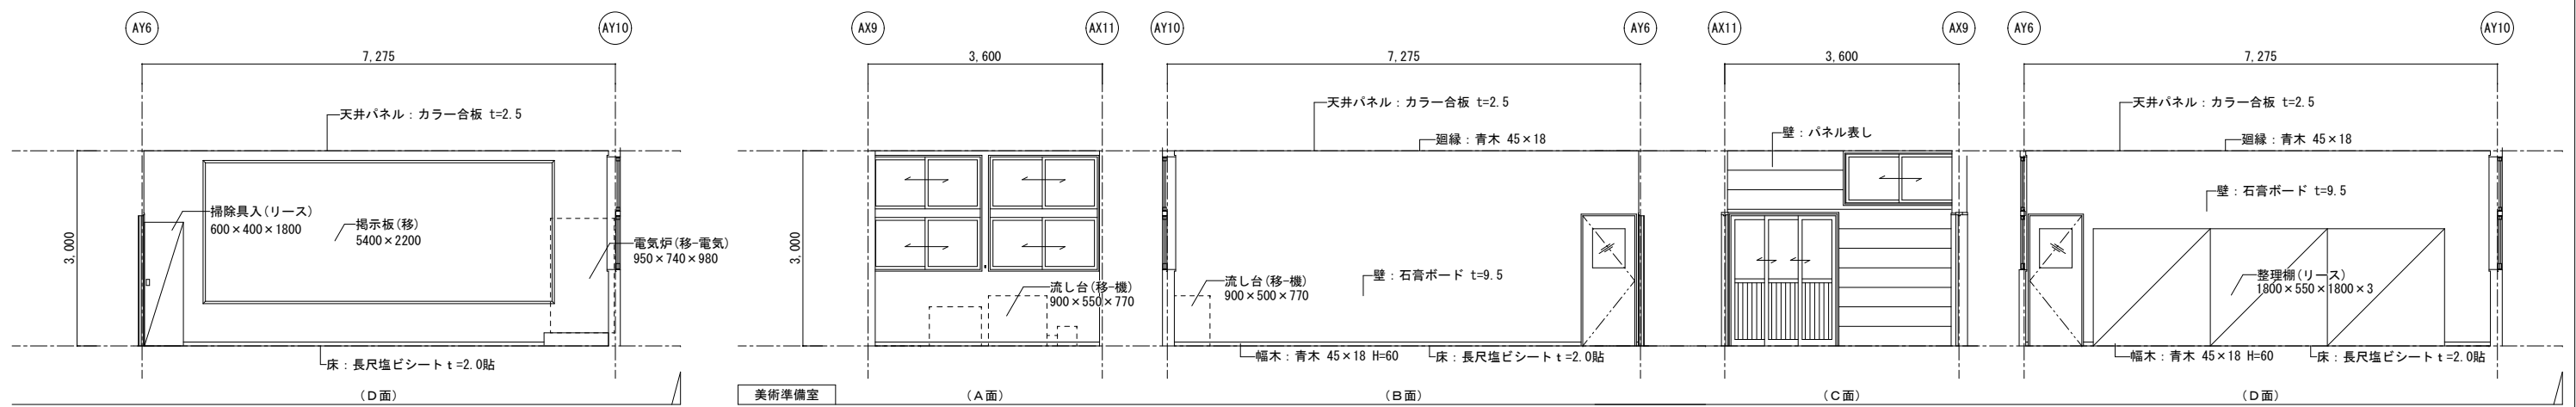 AY6
AY10
AX9
AX11
AY10
AY6
AX11
AX9
AY6
AY10
7,275
3,600
7,275
3,600
7,275
天井パネル：カラー合板 t=2.5
掃除具入(リース)
600×400×1800
掲示板(移)
5400×2200
電気炉(移-電気)
950×740×980
3,000
床：長尺塩ビシートｔ=2.0貼
（Ｄ面）
3,000
流し台(移-機)
900×550×770
美術準備室
（Ａ面）
天井パネル：カラー合板 t=2.5
廻縁：青木 45×18
流し台(移-機)
900×500×770
壁：石膏ボード t=9.5
幅木：青木 45×18 H=60
床：長尺塩ビシートｔ=2.0貼
（Ｂ面）
壁：パネル表し
（Ｃ面）
天井パネル：カラー合板 t=2.5
廻縁：青木 45×18
壁：石膏ボード t=9.5
整理棚(リース)
1800×550×1800×3
幅木：青木 45×18 H=60
床：長尺塩ビシートｔ=2.0貼
（Ｄ面）